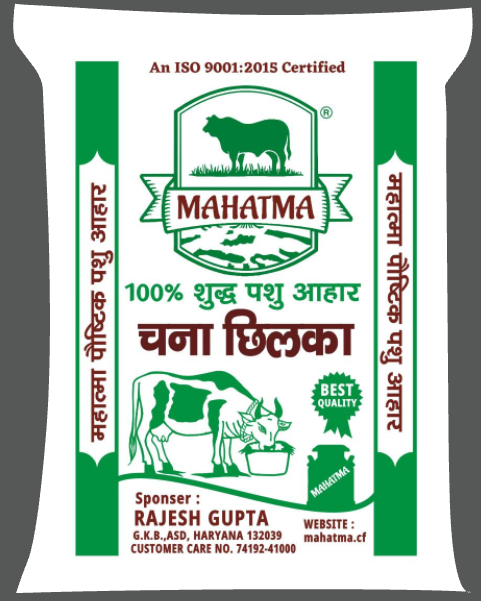 An ISO 9001:2015 Certified
®
MAHATMA
100% शुद्ध पशु आहार
चना छिलका
महात्मा पौष्टिक पशु आहार
महात्मा पौष्टिक पशु आहार
BEST
QUALITY
MAHATMA
Sponser :
RAJESH GUPTA
G.K.B.,ASD, HARYANA 132039
CUSTOMER CARE NO. 74192-41000
WEBSITE :
mahatma.cf